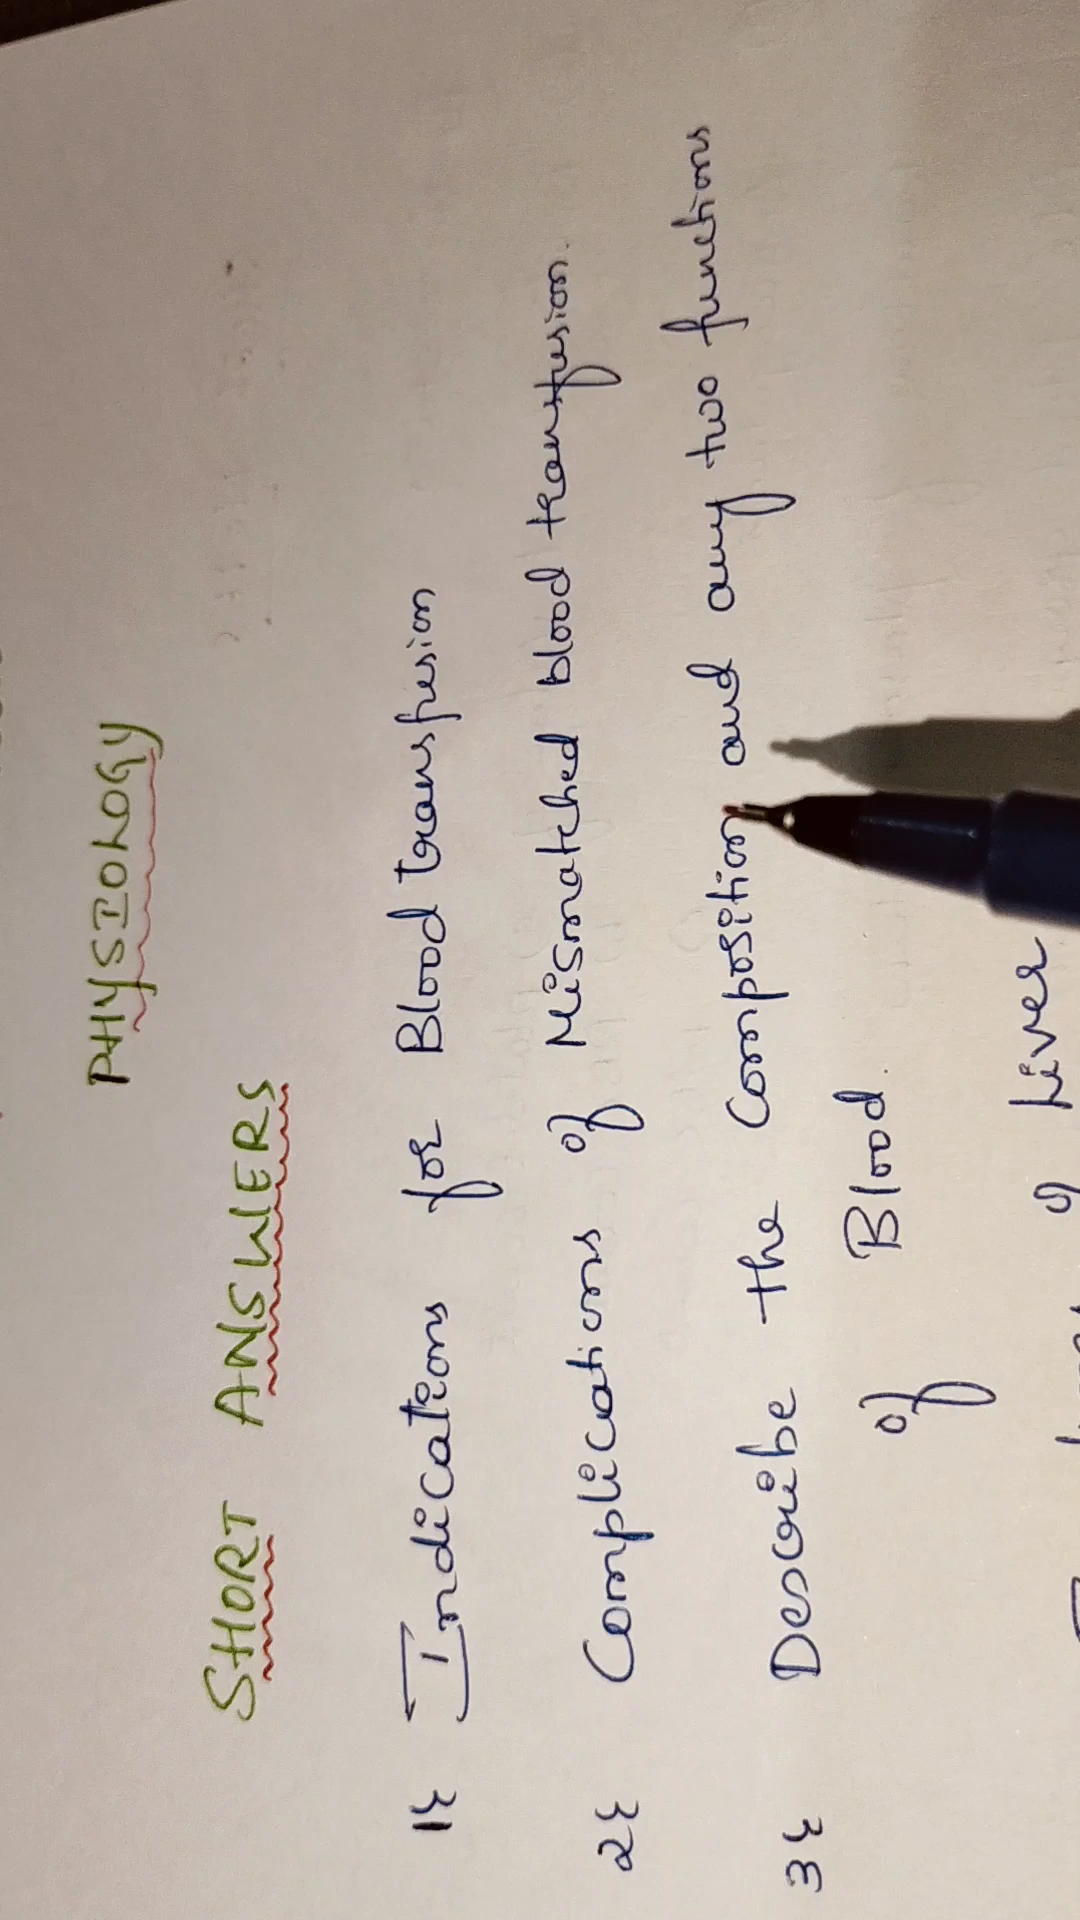 PHYSIOLOGY
SHORT ANSWERS
1} Indications for Blood transfusion
2} Complications of Mismatched blood transfusion.
3} Describe the composition and any two functions
of Blood.
of Liver